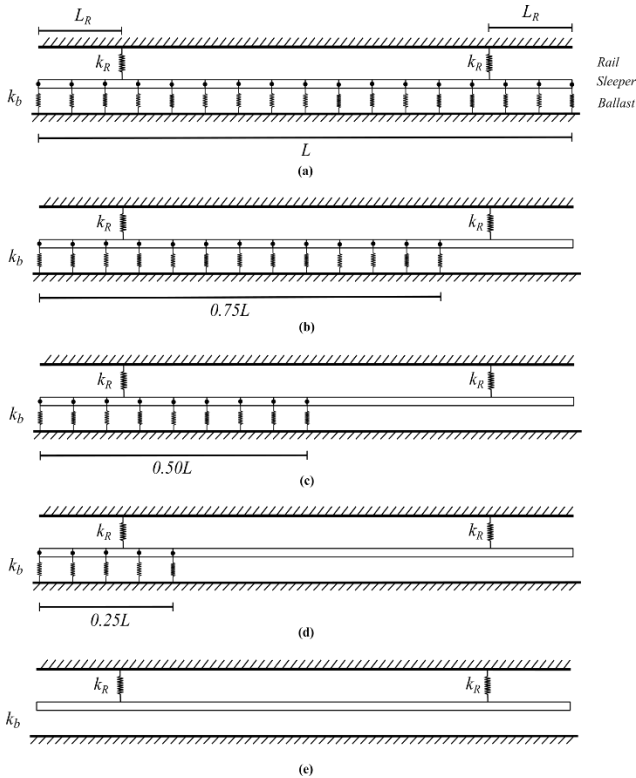 L_R L_R
k_R k_R Rail
Sleeper
k_b Ballast
L
(a)
k_R k_R
k_b
0.75L
(b)
k_R k_R
k_b
0.50L
(c)
k_R k_R
k_b
0.25L
(d)
k_R k_R
k_b
(e)